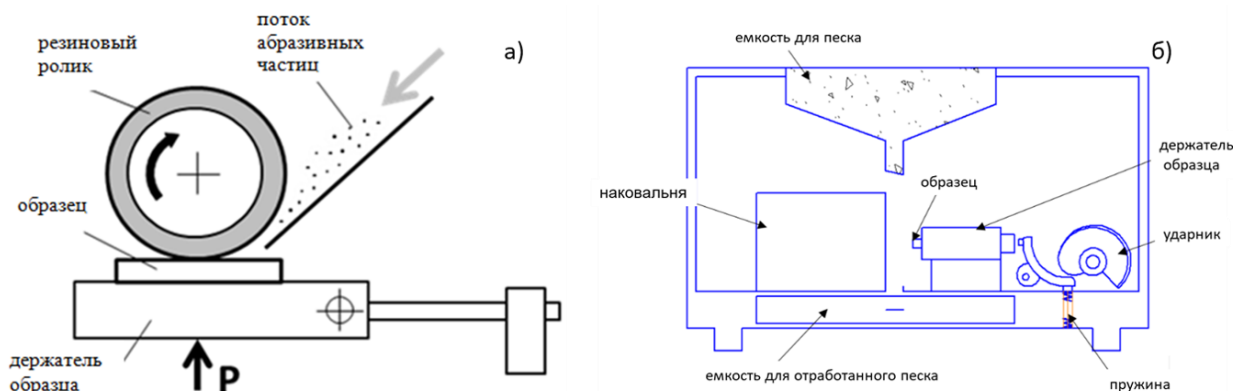 резиновый
ролик
поток
абразивных
частиц
а)
образец
держатель
образца
P
б)
емкость для песка
держатель
образца
образец
наковальня
ударник
емкость для отработанного песка
пружина